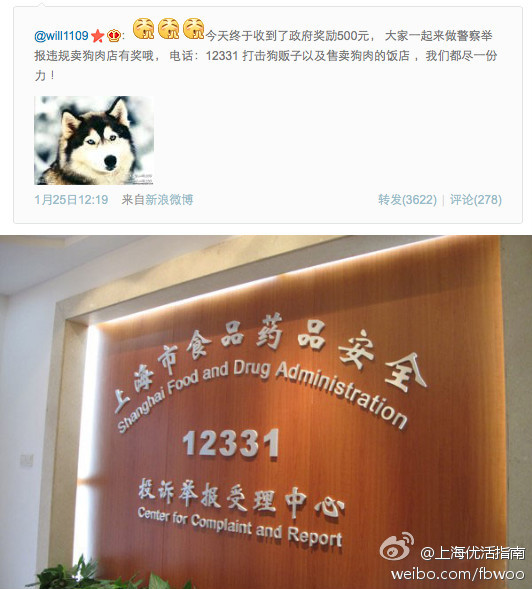 @will1109 : 今天终于收到了政府奖励500元， 大家一起来做警察举
报违规卖狗肉店有奖哦， 电话：12331 打击狗贩子以及售卖狗肉的饭店 ，我们都尽一份
力！
1月25日12:19 来自新浪微博 转发(3622) | 评论(278)
上海市食品药品安全
Shanghai Food and Drug Administration
12331
投诉举报受理中心
Center for Complaint and Report
@上海优活指南
weibo.com/fbwoo